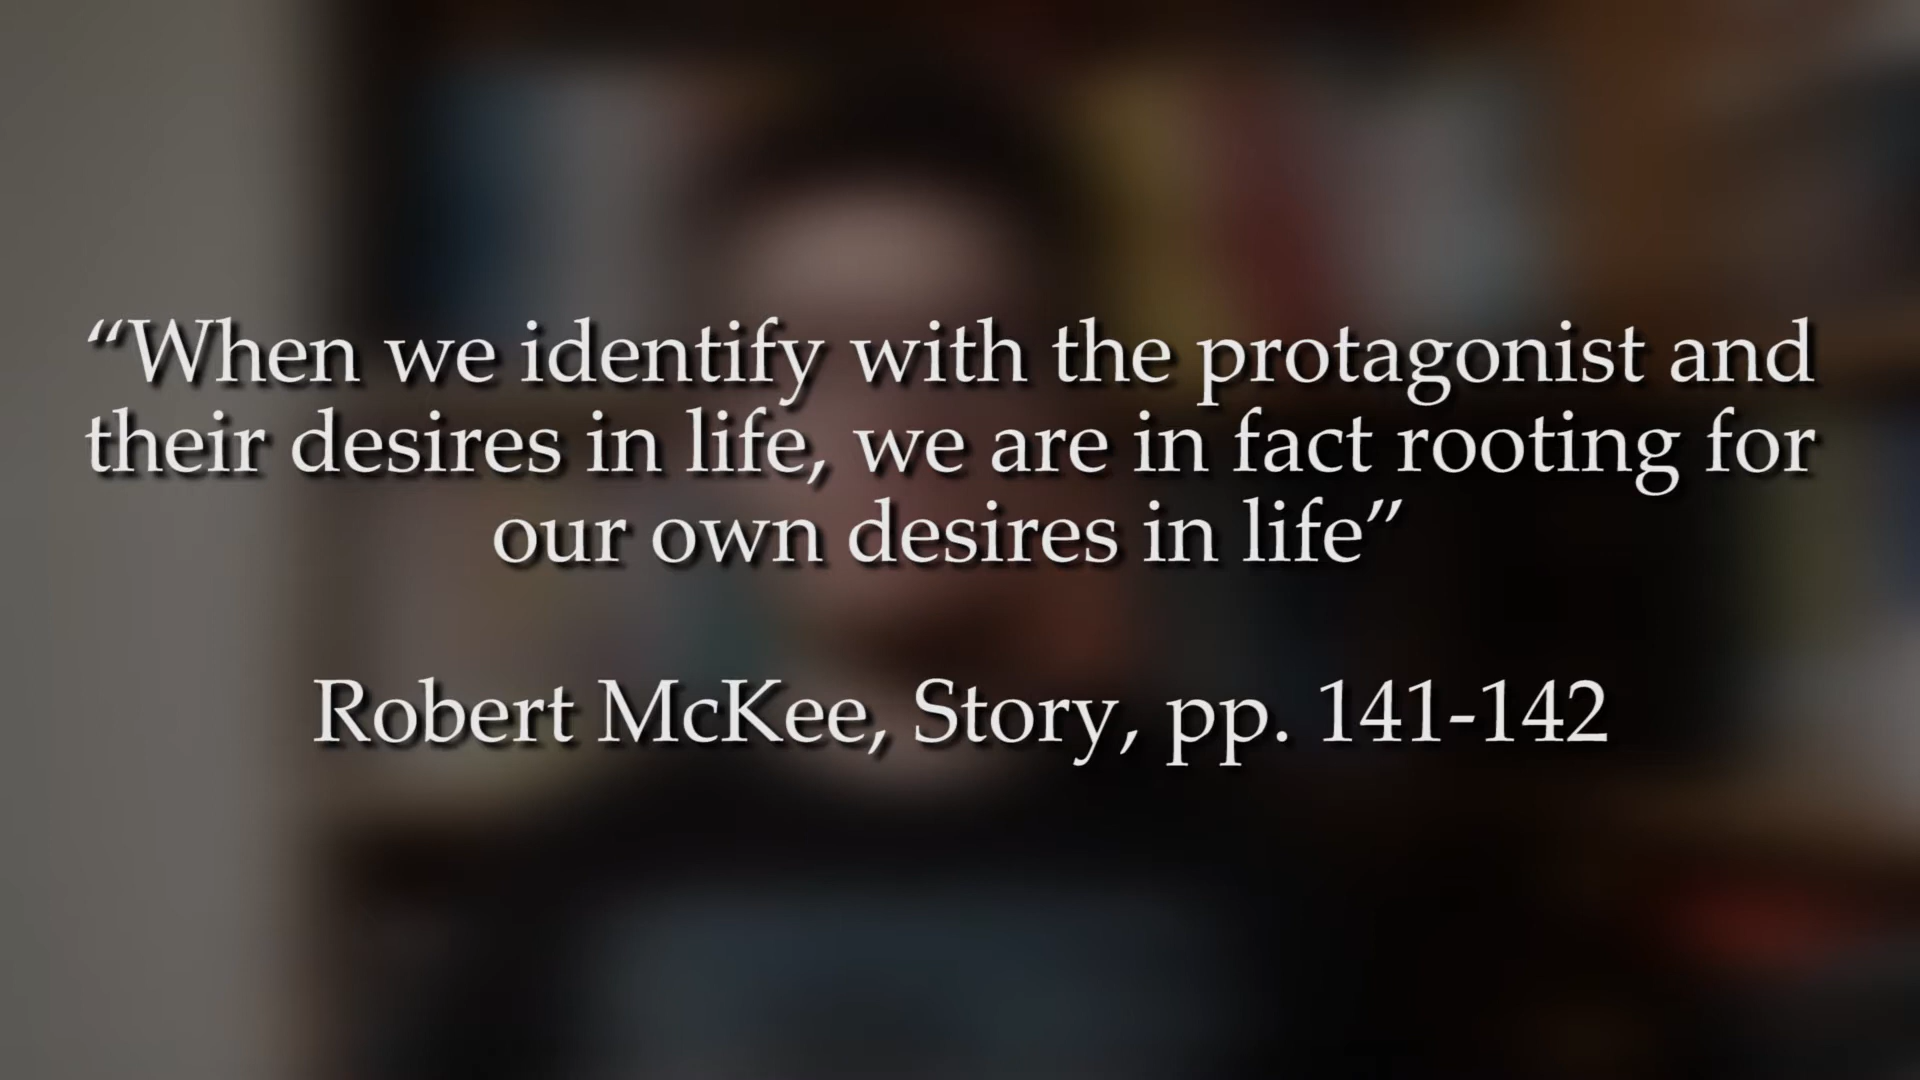 “When we identify with the protagonist and
their desires in life, we are in fact rooting for
our own desires in life”
Robert McKee, Story, pp. 141-142